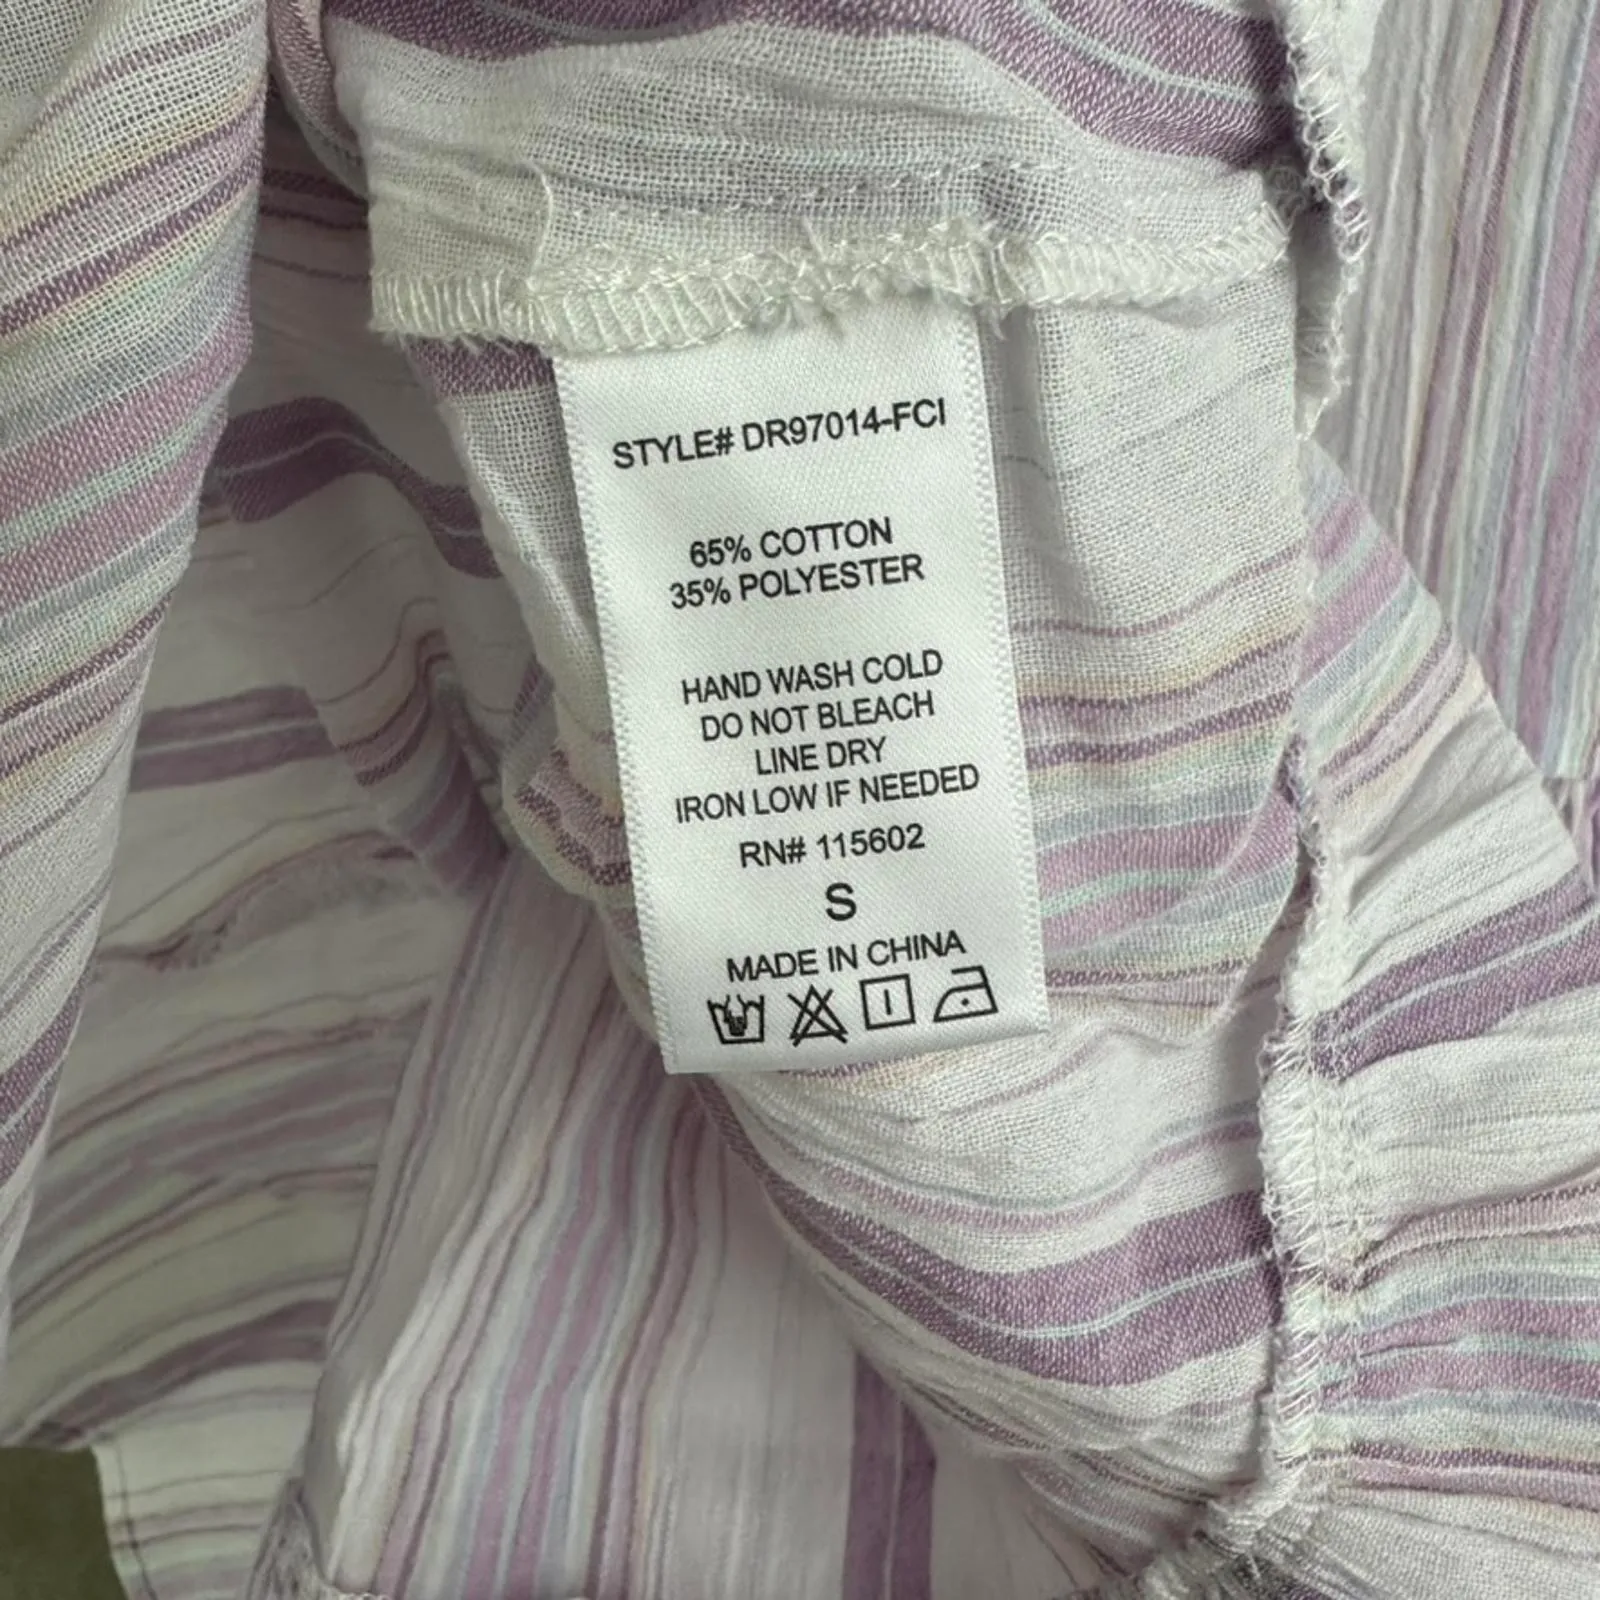 STYLE# DR97014-FCI
65% COTTON
35% POLYESTER
HAND WASH COLD
DO NOT BLEACH
LINE DRY
IRON LOW IF NEEDED
RN# 115602
S
MADE IN CHINA